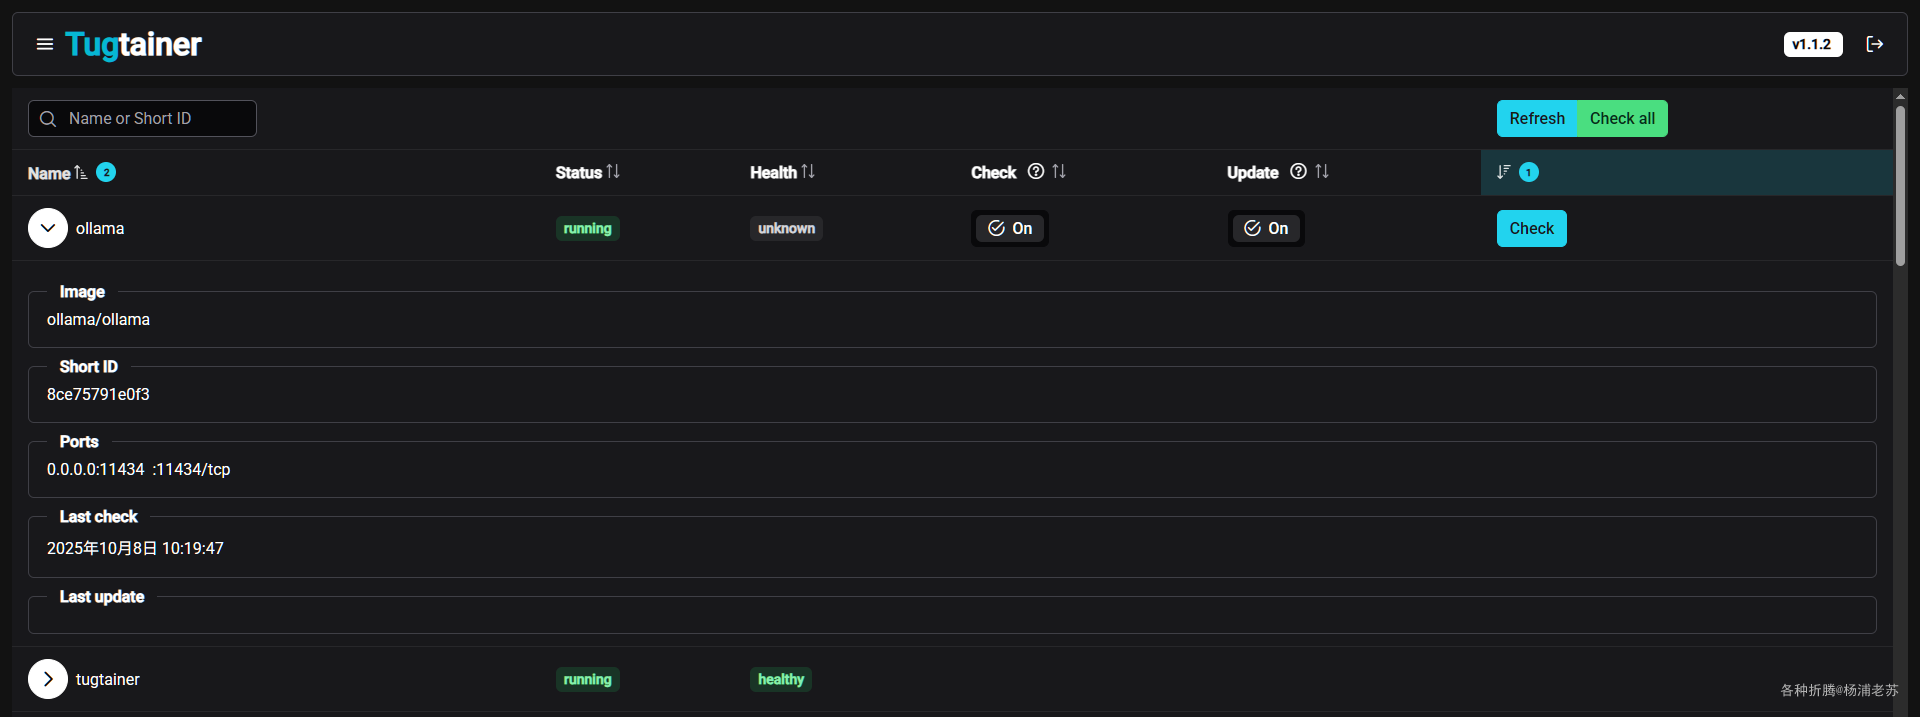 Tugtainer
v1.1.2
Name or Short ID
Refresh Check all
Name 2 Status Health Check Update 1
ollama running unknown On On Check
Image
ollama/ollama
Short ID
8ce75791e0f3
Ports
0.0.0.0:11434 :11434/tcp
Last check
2025年10月8日 10:19:47
Last update
tugtainer running healthy
各种折腾@杨浦老苏